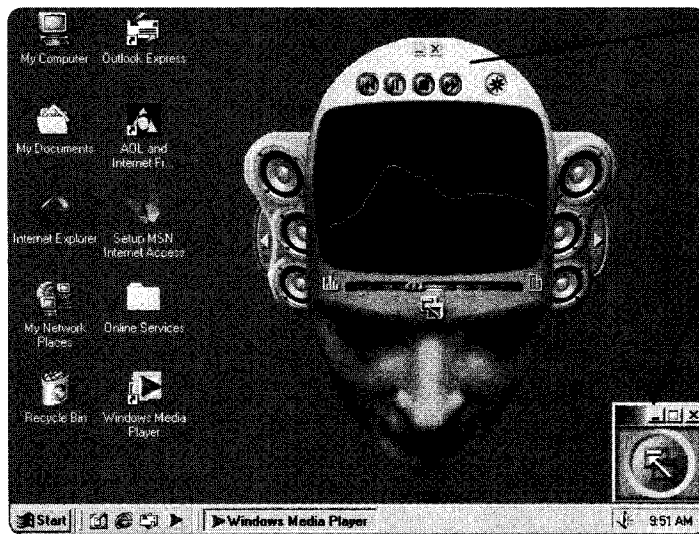 My Computer
Outlook Express
My Documents
AOL and
Internet Fr...
Internet Explorer
Setup MSN
Internet Access
My Network
Places
Online Services
Recycle Bin
Windows Media
Player
Start
Windows Media Player
9:51 AM